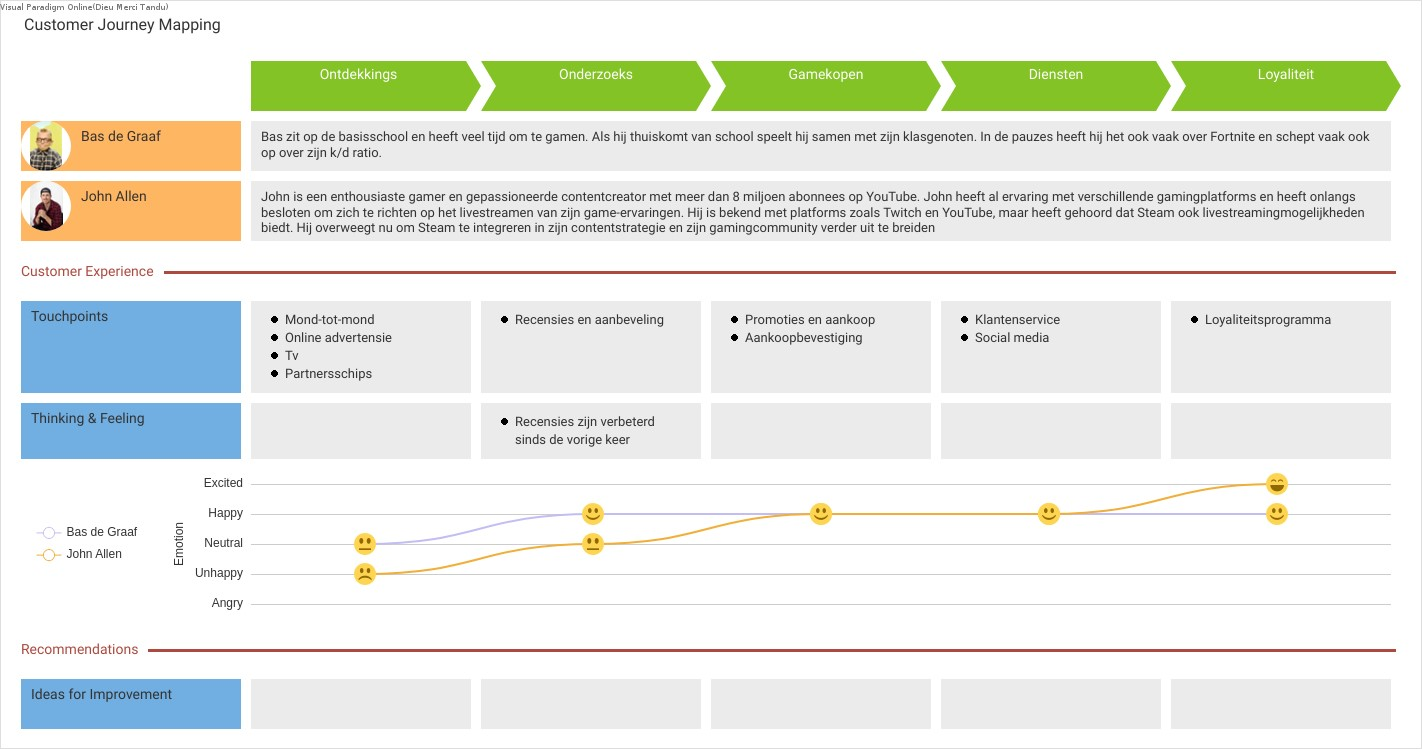 Visual Paradigm Online(Dieu Merci Tandu)
Customer Journey Mapping
Ontdekkings
Onderzoeks
Gamekopen
Diensten
Loyaliteit
Bas de Graaf
Bas zit op de basisschool en heeft veel tijd om te gamen. Als hij thuiskomt van school speelt hij samen met zijn klasgenoten. In de pauzes heeft hij het ook vaak over Fortnite en schept vaak ook
op over zijn k/d ratio.
John Allen
John is een enthousiaste gamer en gepassioneerde contentcreator met meer dan 8 miljoen abonnees op YouTube. John heeft al ervaring met verschillende gamingplatforms en heeft onlangs
besloten om zich te richten op het livestreamen van zijn game-ervaringen. Hij is bekend met platforms zoals Twitch en YouTube, maar heeft gehoord dat Steam ook livestreamingmogelijkheden
biedt. Hij overweegt nu om Steam te integreren in zijn contentstrategie en zijn gamingcommunity verder uit te breiden
Customer Experience
Touchpoints
Mond-tot-mond
Online advertensie
Tv
Partnersschips
Recensies en aanbeveling
Promoties en aankoop
Aankoopbevestiging
Klantenservice
Social media
Loyaliteitsprogramma
Thinking & Feeling
Recensies zijn verbeterd
sinds de vorige keer
Bas de Graaf
John Allen
Emotion
Excited
Happy
Neutral
Unhappy
Angry
Recommendations
Ideas for Improvement